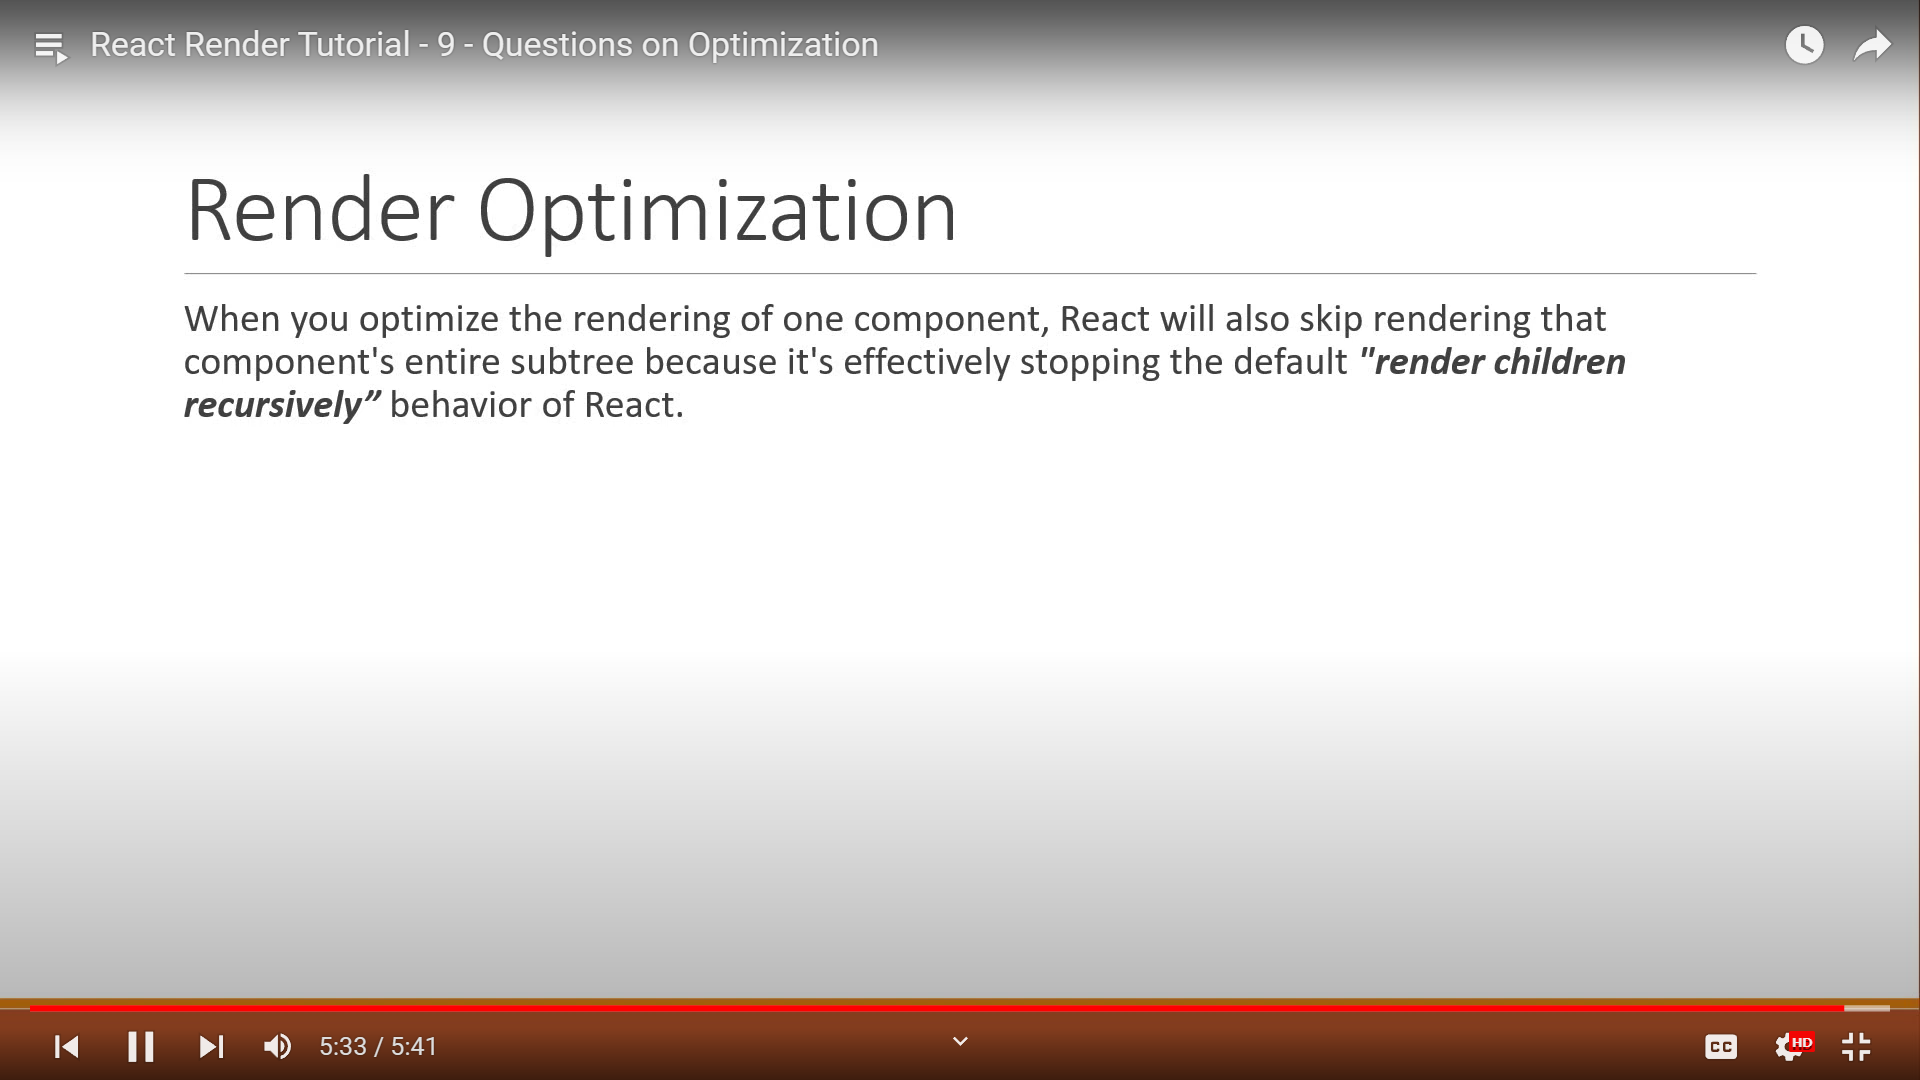 React Render Tutorial - 9 - Questions on Optimization
Render Optimization
When you optimize the rendering of one component, React will also skip rendering that
component's entire subtree because it's effectively stopping the default "render children
recursively” behavior of React.
5:33 / 5:41
CC
HD